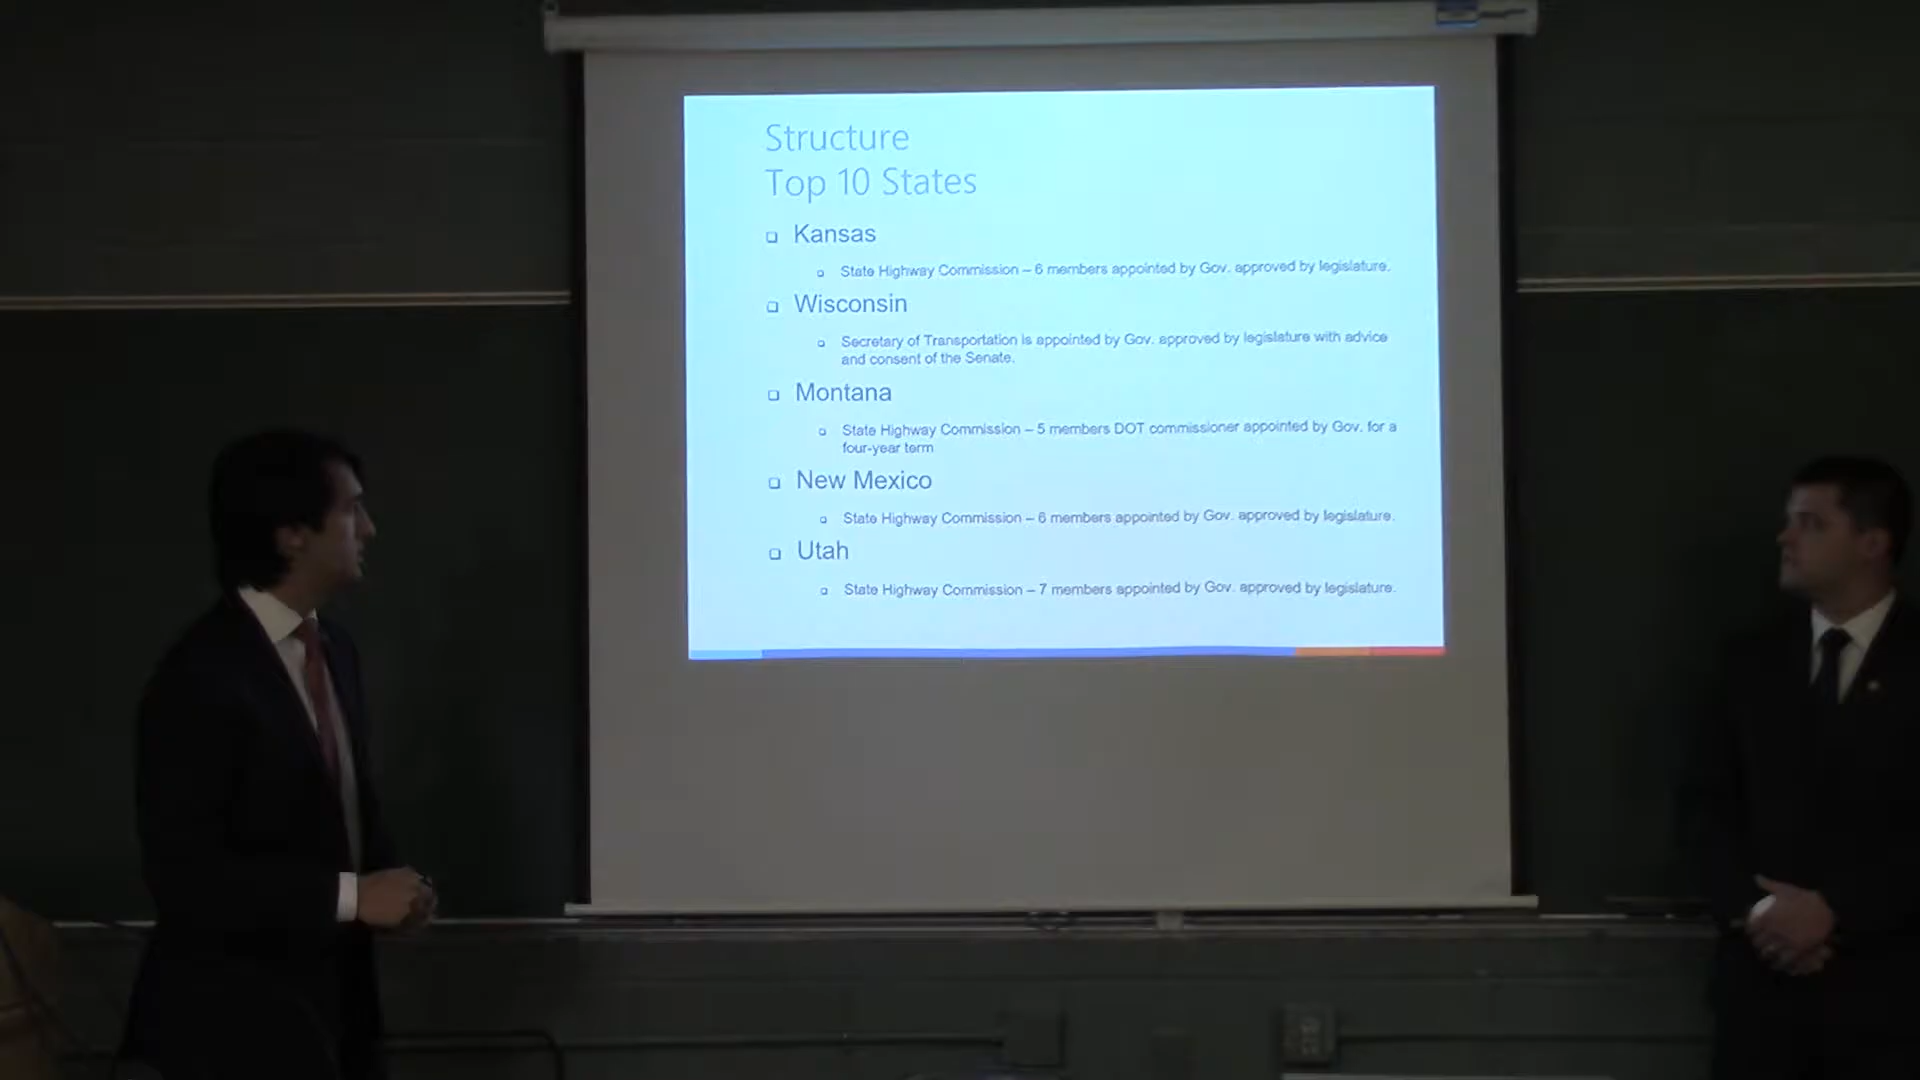 Structure
Top 10 States
Kansas
State Highway Commission – 6 members appointed by Gov. approved by legislature.
Wisconsin
Secretary of Transportation is appointed by Gov. approved by legislature with advice
and consent of the Senate.
Montana
State Highway Commission – 5 members DOT commissioner appointed by Gov. for a
four-year term
New Mexico
State Highway Commission – 6 members appointed by Gov. approved by legislature.
Utah
State Highway Commission – 7 members appointed by Gov. approved by legislature.